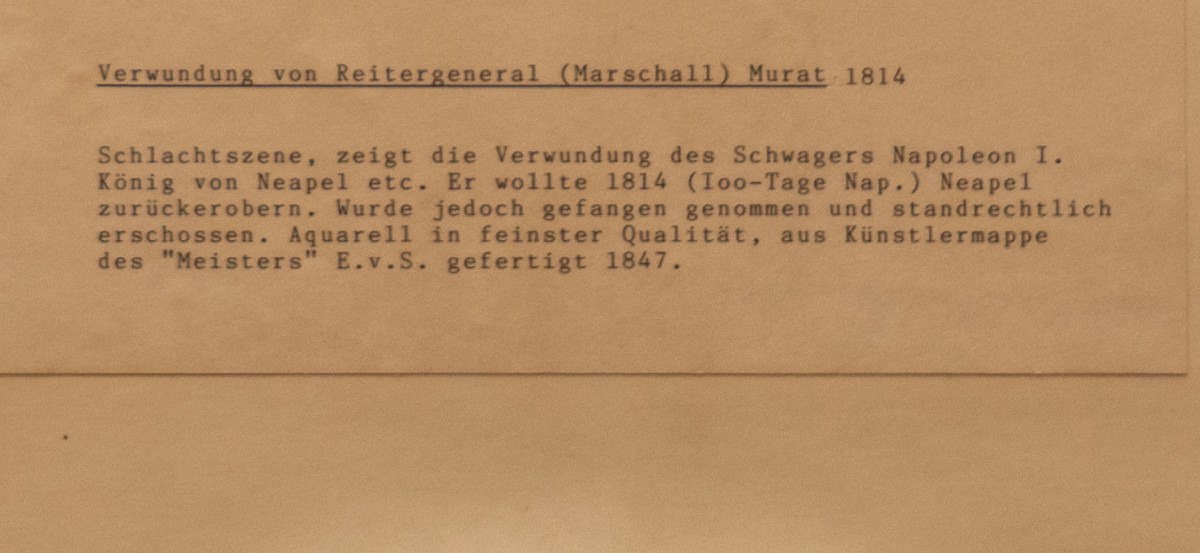 Verwundung von Reitergeneral (Marschall) Murat 1814
Schlachtszene, zeigt die Verwundung des Schwagers Napoleon I.
König von Neapel etc. Er wollte 1814 (Ioo-Tage Nap.) Neapel
zurückerobern. Wurde jedoch gefangen genommen und standrechtlich
erschossen. Aquarell in feinster Qualität, aus Künstlermappe
des "Meisters" E.v.S. gefertigt 1847.